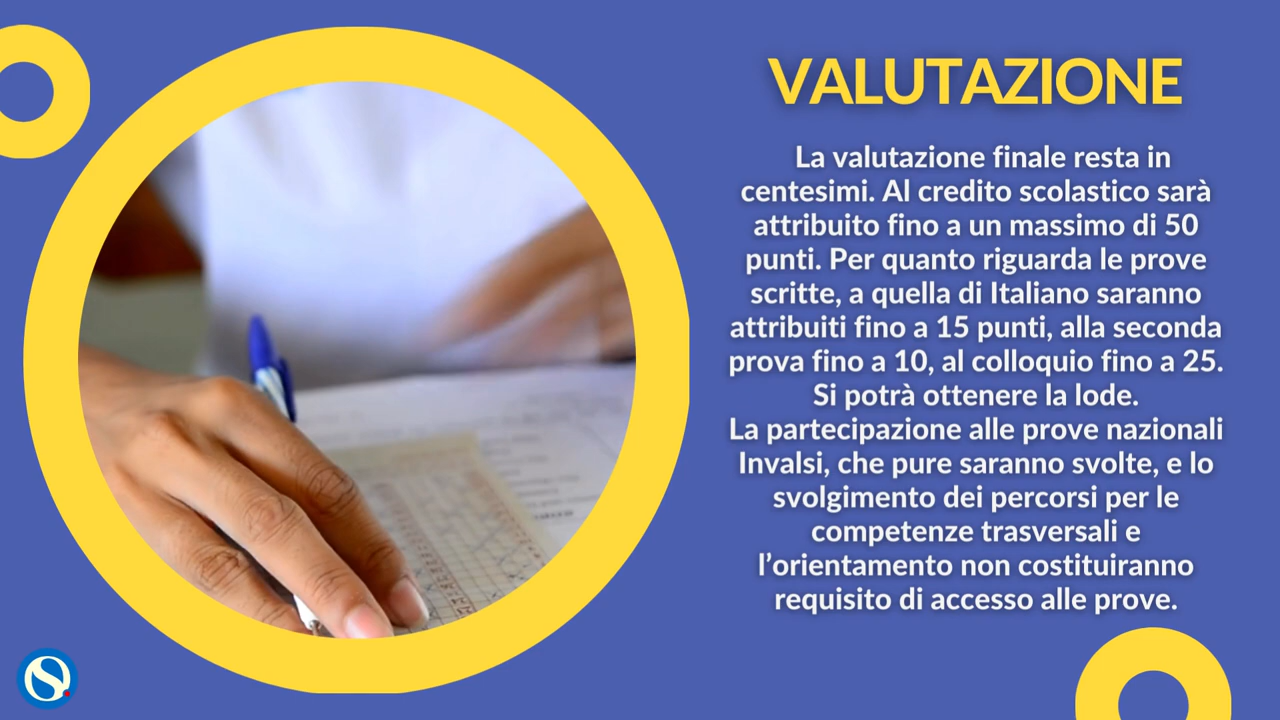 VALUTAZIONE
La valutazione finale resta in
centesimi. Al credito scolastico sarà
attribuito fino a un massimo di 50
punti. Per quanto riguarda le prove
scritte, a quella di Italiano saranno
attribuiti fino a 15 punti, alla seconda
prova fino a 10, al colloquio fino a 25.
Si potrà ottenere la lode.
La partecipazione alle prove nazionali
Invalsi, che pure saranno svolte, e lo
svolgimento dei percorsi per le
competenze trasversali e
l’orientamento non costituiranno
requisito di accesso alle prove.
S.